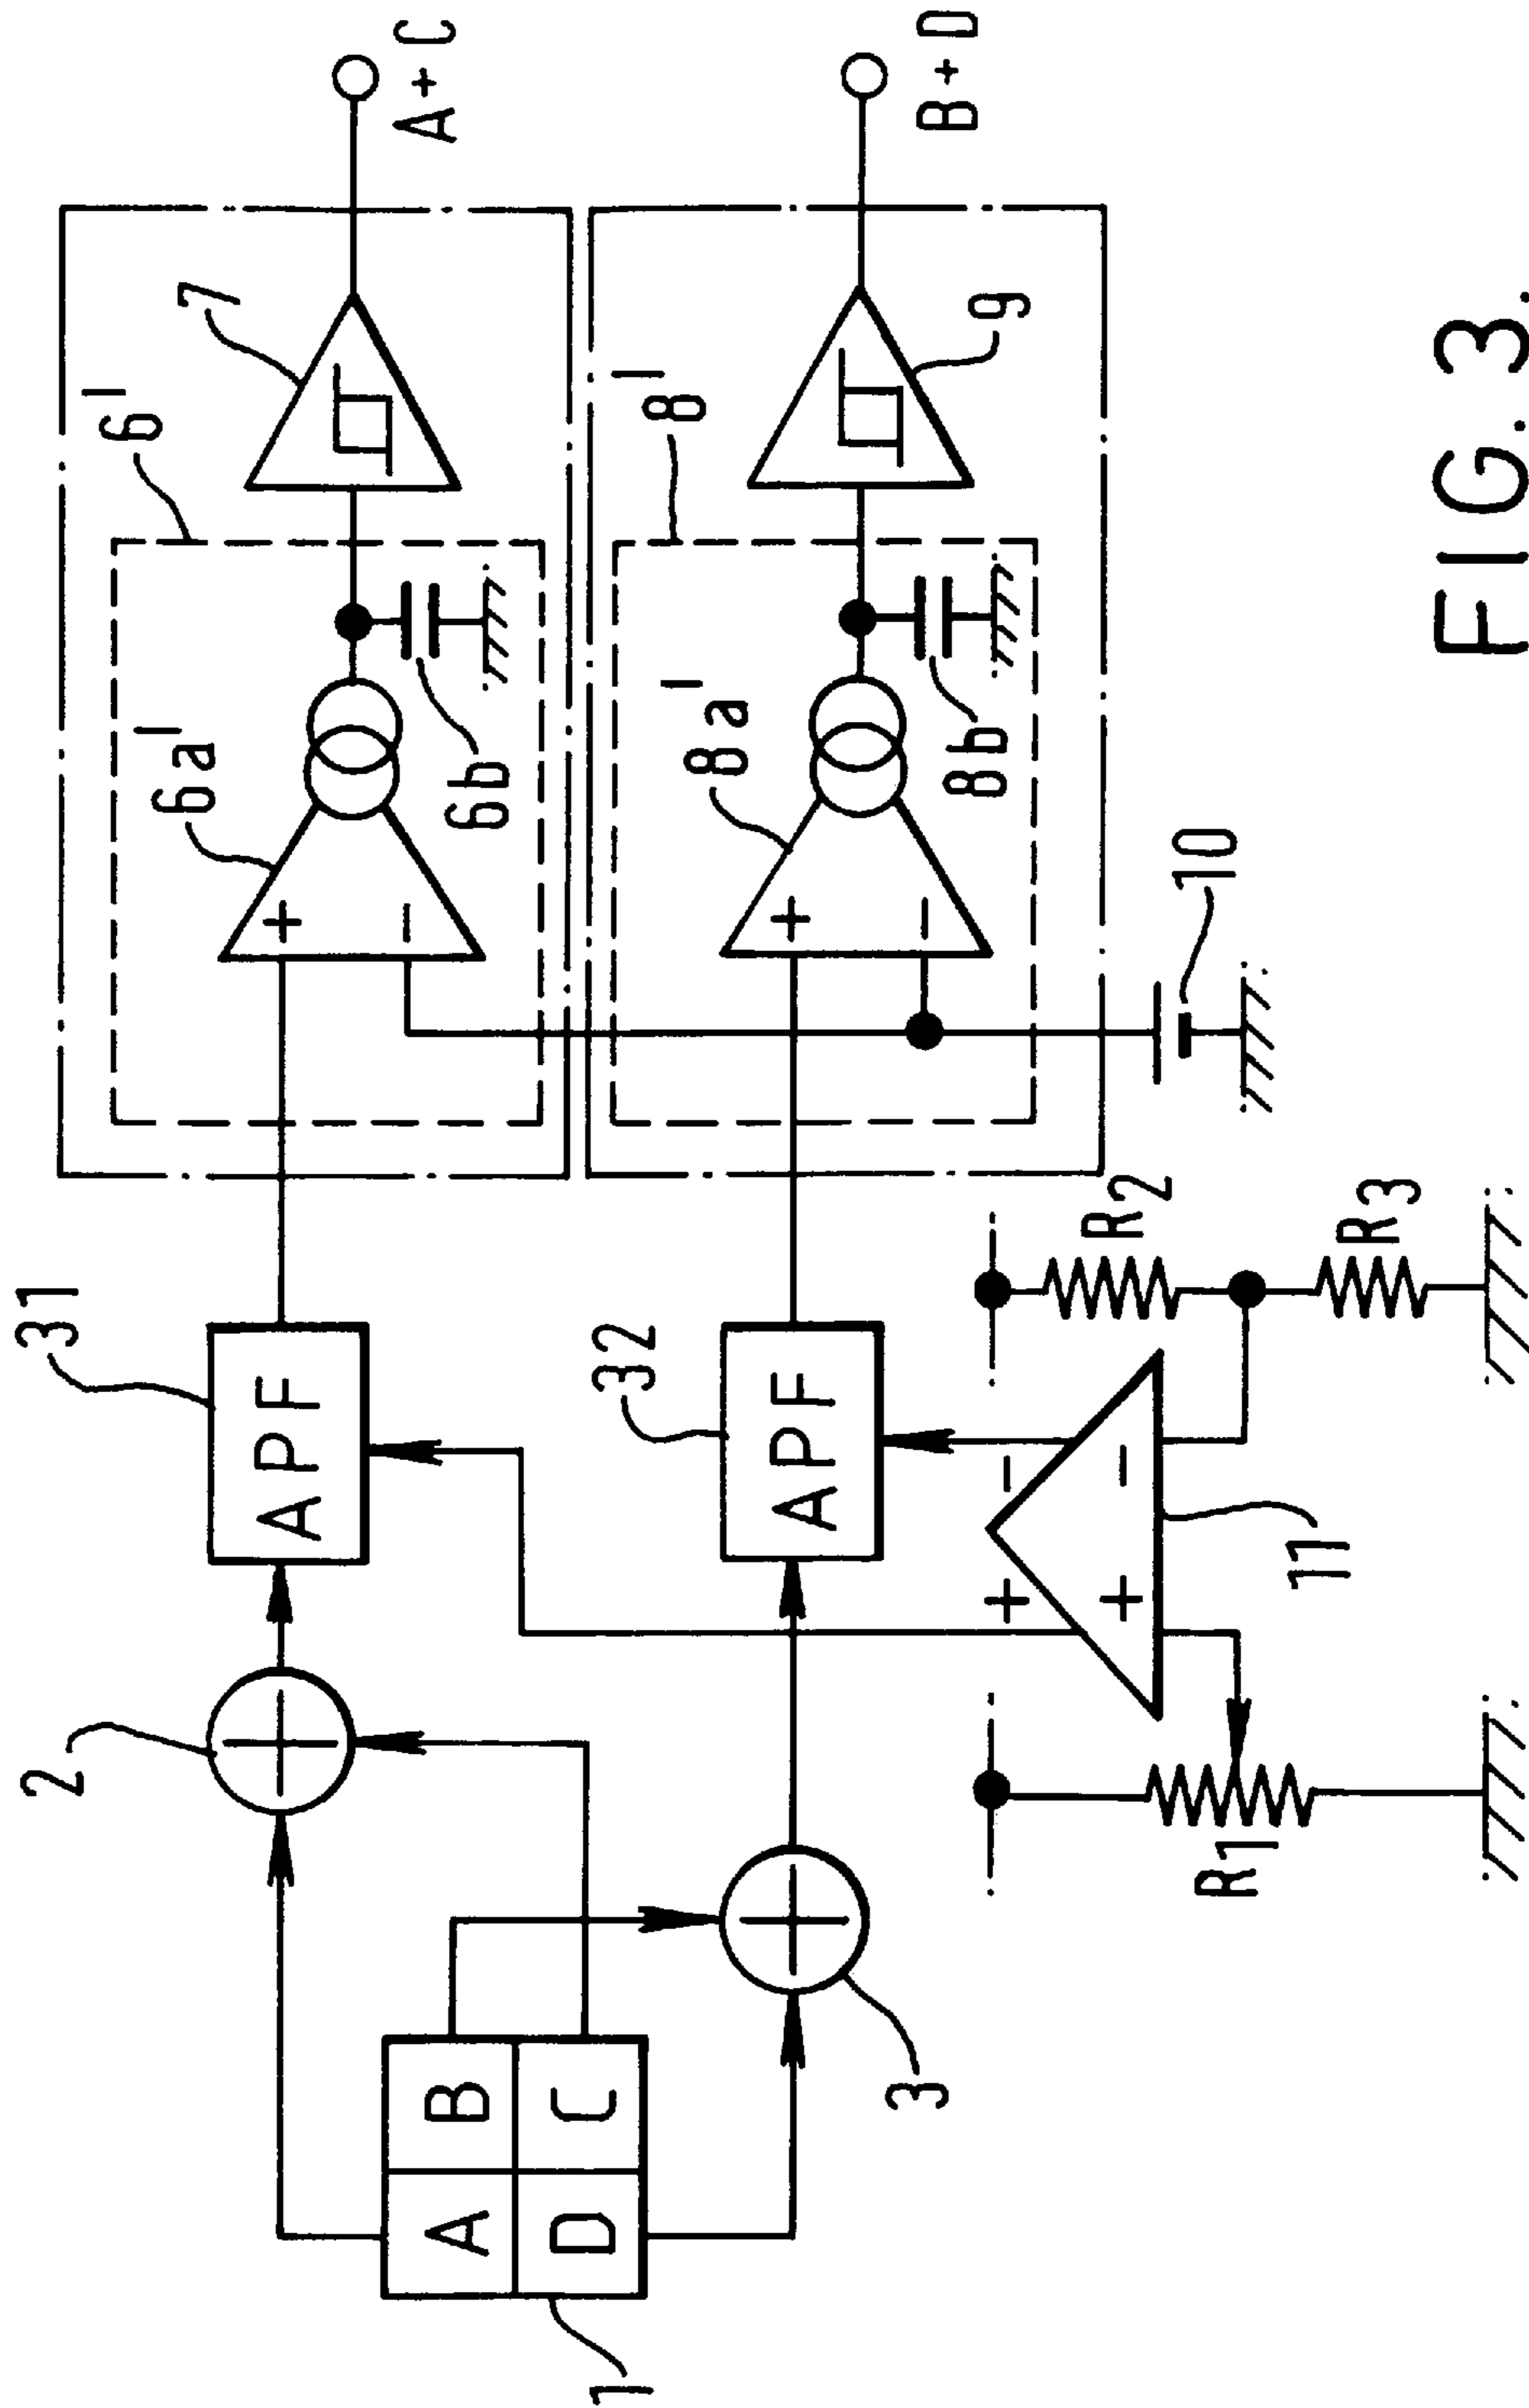 31
2
APF
6'
7
6a'
+
-
6b
A+C
A
B
D
C
1
3
32
APF
8'
9
8a'
+
-
8b
B+D
10
+
-
+
-
11
R1
R2
R3
FIG. 3.